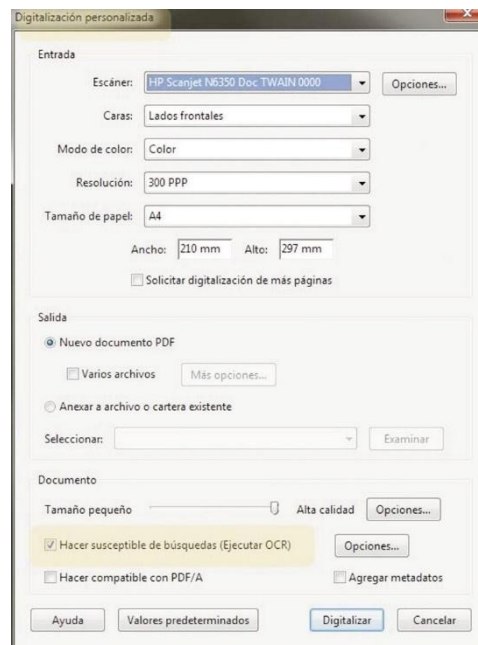 Digitalización personalizada
Entrada
Escáner: HP Scanjet N6350 Doc TWAIN 0000 Opciones...
Caras: Lados frontales
Modo de color: Color
Resolución: 300 PPP
Tamaño de papel: A4
Ancho: 210 mm Alto: 297 mm
Solicitar digitalización de más páginas
Salida
Nuevo documento PDF
Varios archivos Más opciones...
Anexar a archivo o cartera existente
Seleccionar: Examinar
Documento
Tamaño pequeño Alta calidad Opciones...
Hacer susceptible de búsquedas (Ejecutar OCR) Opciones...
Hacer compatible con PDF/A Agregar metadatos
Ayuda Valores predeterminados Digitalizar Cancelar